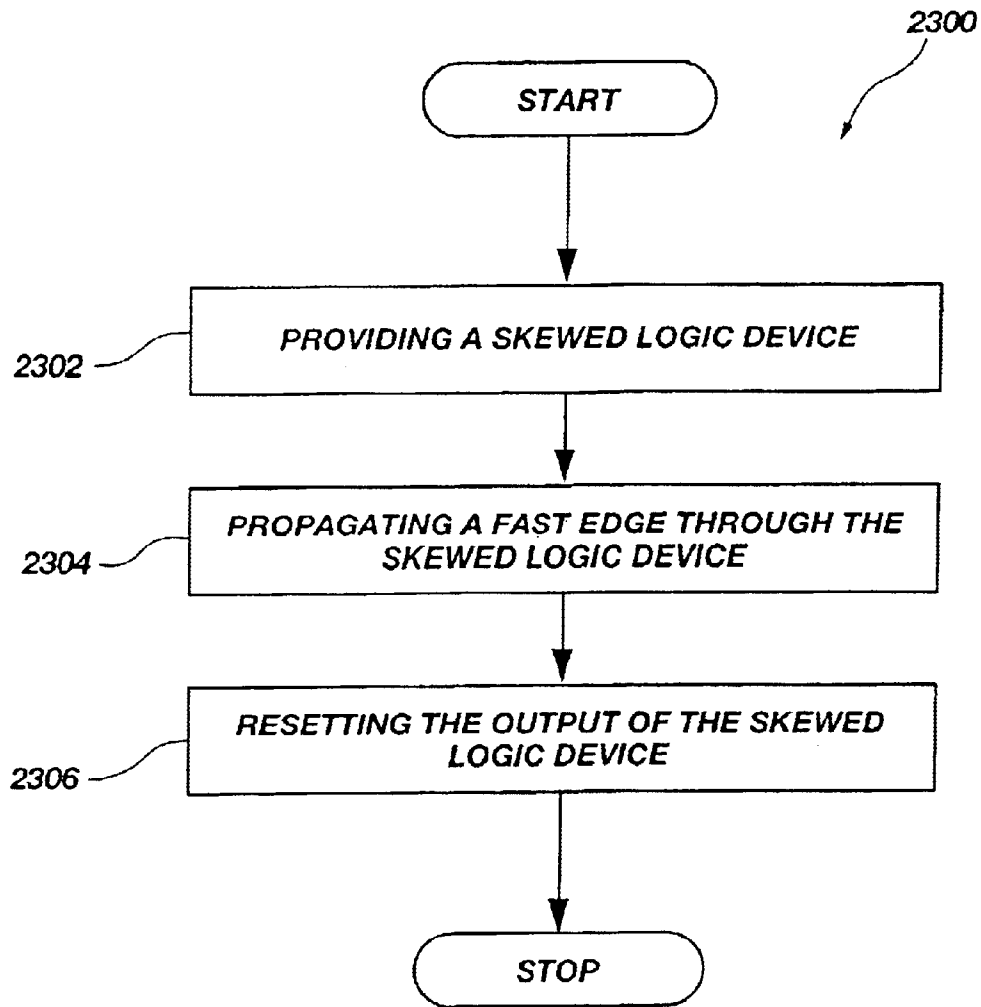 2300
START
2302
PROVIDING A SKEWED LOGIC DEVICE
2304
PROPAGATING A FAST EDGE THROUGH THE
SKEWED LOGIC DEVICE
2306
RESETTING THE OUTPUT OF THE SKEWED
LOGIC DEVICE
STOP